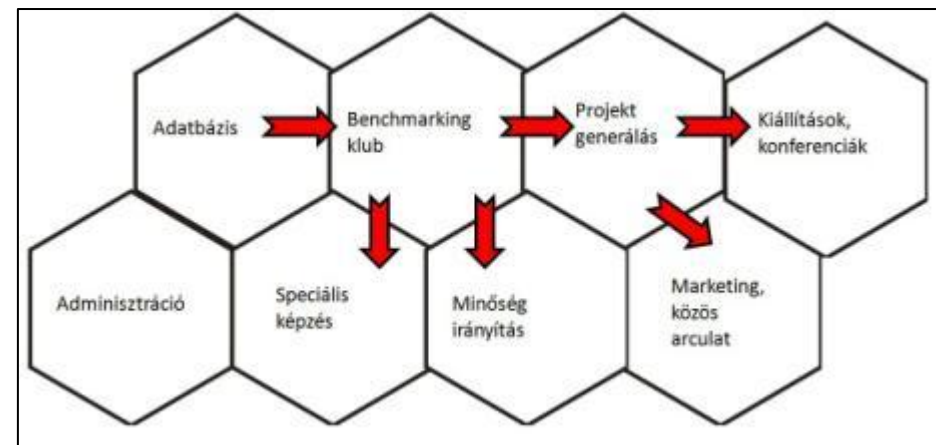 Adatbázis
Benchmarking
klub
Projekt
generálás
Kiállítások,
konferenciák
Adminisztráció
Speciális
képzés
Minőség
irányítás
Marketing,
közös
arculat